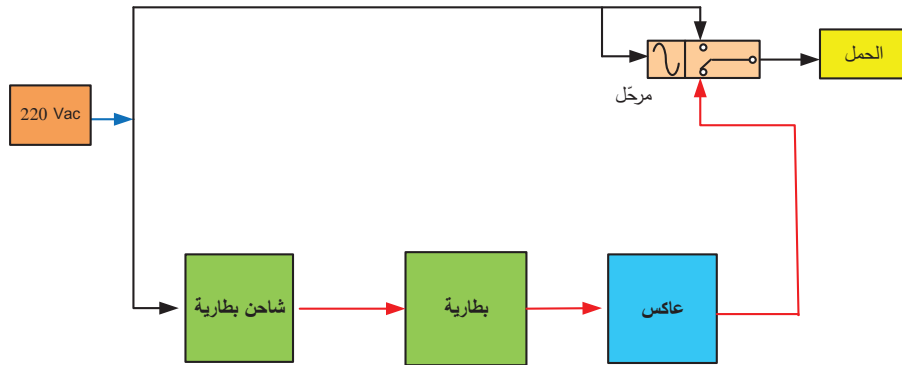 الحمل
مرحّل
220 Vac
شاحن بطارية
بطارية
عاكس